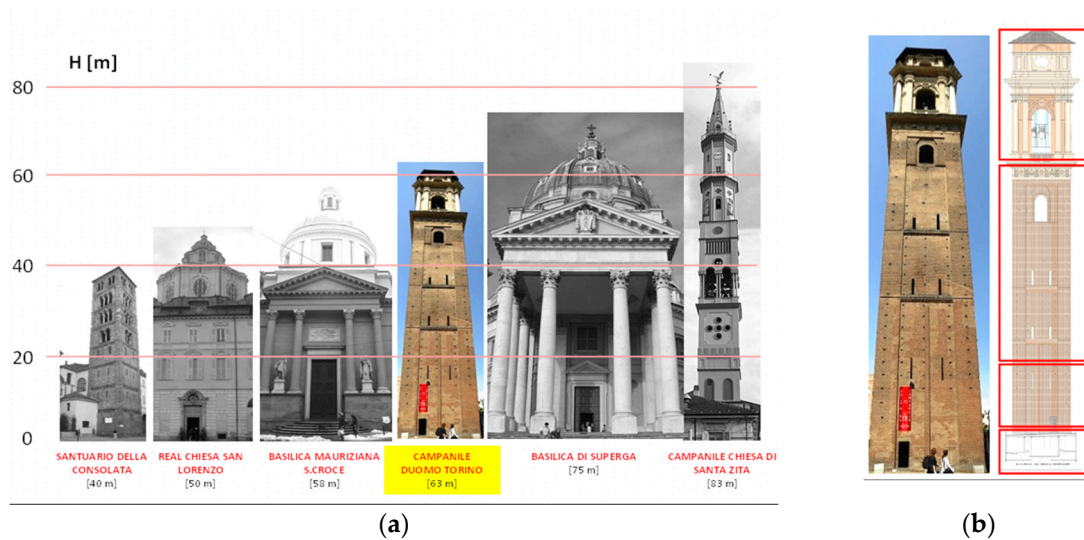 H [m]
80
60
40
20
0
SANTUARIO DELLA
CONSOLATA
[40 m]
REAL CHIESA SAN
LORENZO
[50 m]
BASILICA MAURIZIANA
S.CROCE
[58 m]
CAMPANILE
DUOMO TORINO
[63 m]
BASILICA DI SUPERGA
[75 m]
CAMPANILE CHIESA DI
SANTA ZITA
[83 m]
(a)
(b)